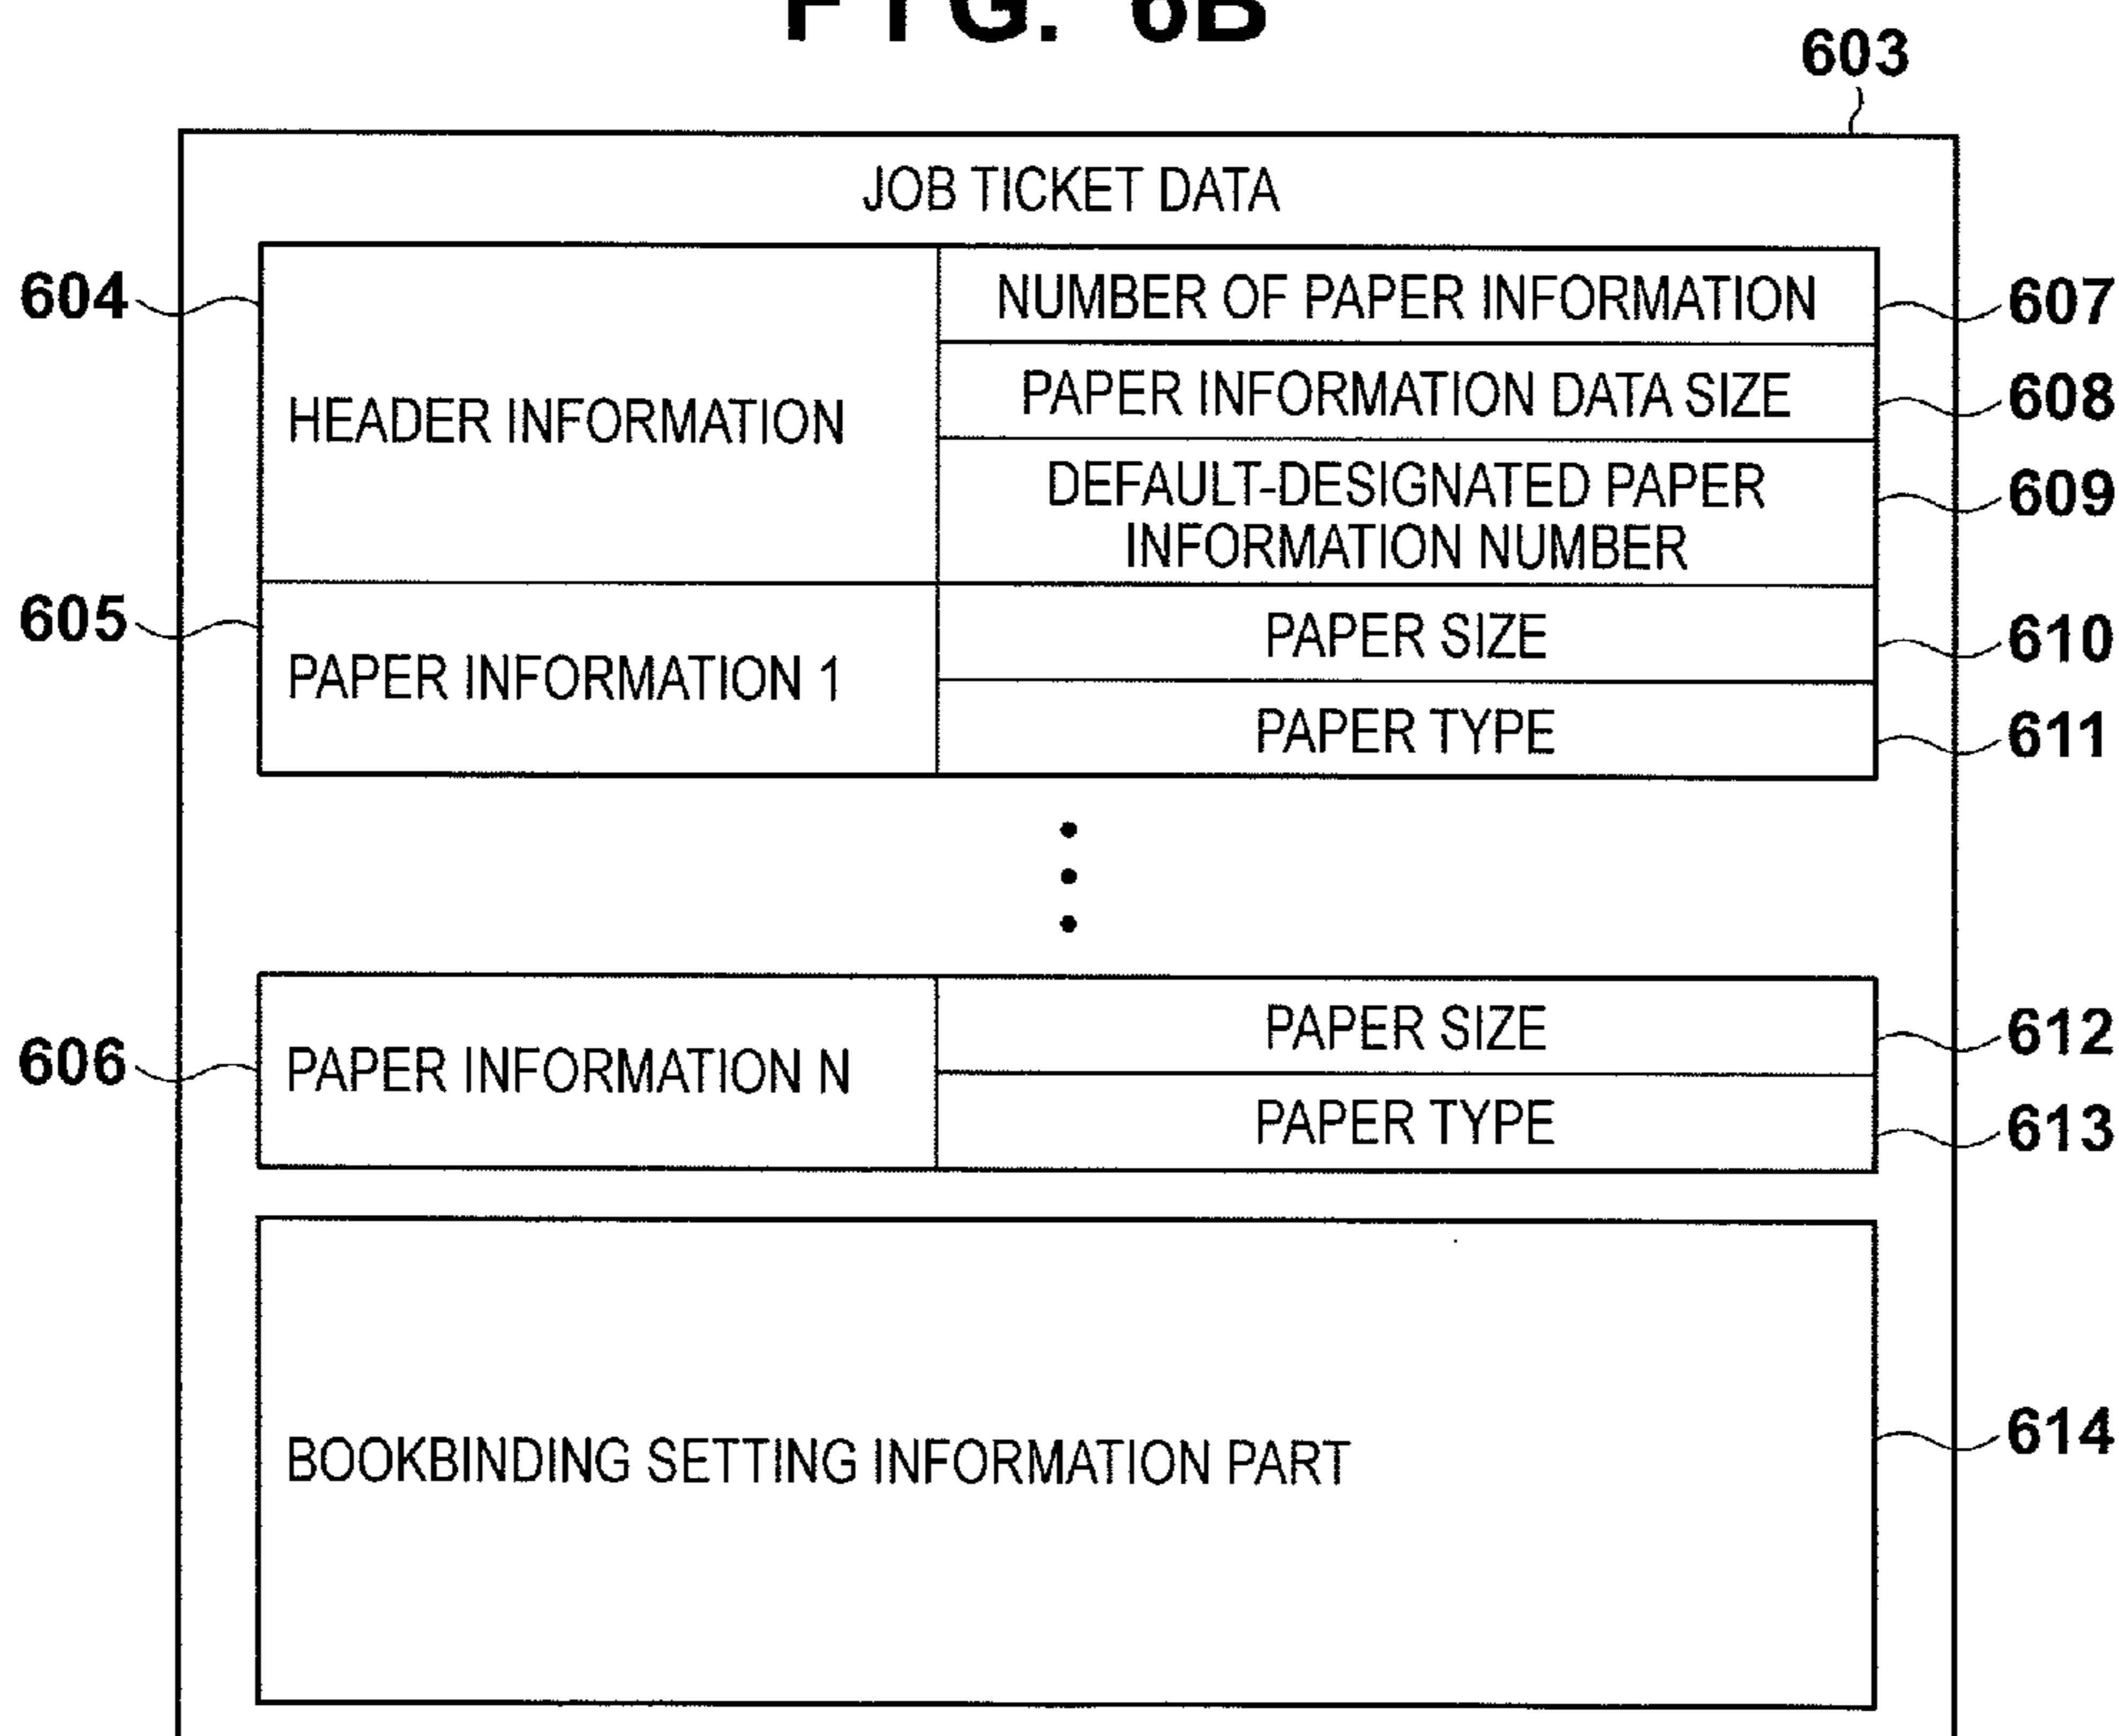 FIG. 6B
603
JOB TICKET DATA
604
HEADER INFORMATION
NUMBER OF PAPER INFORMATION
607
PAPER INFORMATION DATA SIZE
608
DEFAULT-DESIGNATED PAPER
INFORMATION NUMBER
609
605
PAPER INFORMATION 1
PAPER SIZE
610
PAPER TYPE
611
606
PAPER INFORMATION N
PAPER SIZE
612
PAPER TYPE
613
BOOKBINDING SETTING INFORMATION PART
614